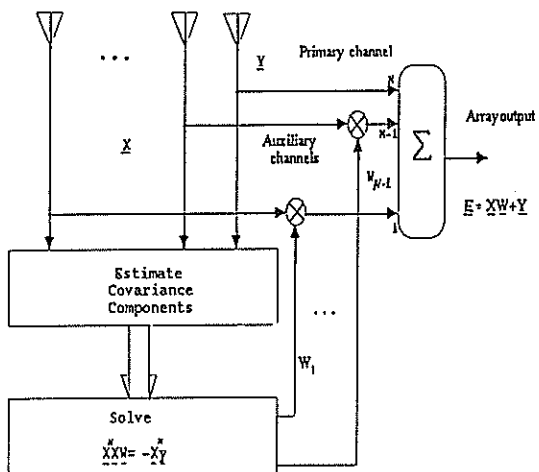 ...
Primary channel
Y
N
X
Auxiliary
channels
N-1
Σ
Array output
W_{N-1}
E = XW+Y
1
Estimate
Covariance
Components
...
W_1
Solve
X*XW = -X*Y